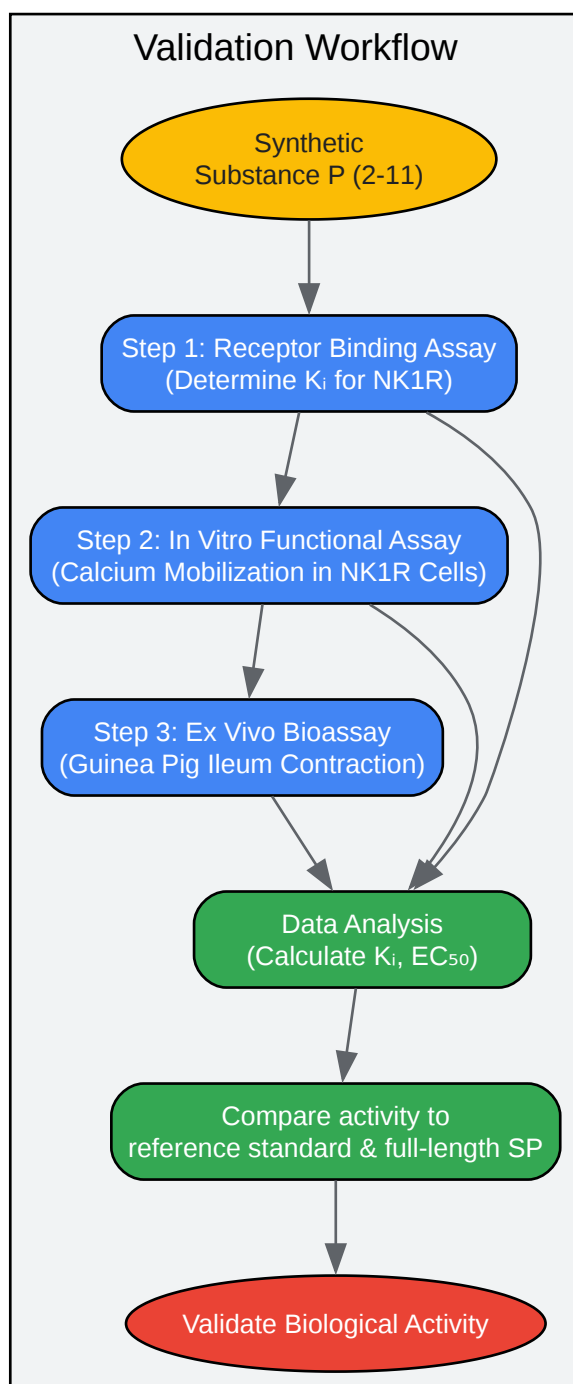 Validation Workflow
Synthetic
Substance P (2-11)
Step 1: Receptor Binding Assay
(Determine Kᵢ for NK1R)
Step 2: In Vitro Functional Assay
(Calcium Mobilization in NK1R Cells)
Step 3: Ex Vivo Bioassay
(Guinea Pig Ileum Contraction)
Data Analysis
(Calculate Kᵢ, EC₅₀)
Compare activity to
reference standard & full-length SP
Validate Biological Activity